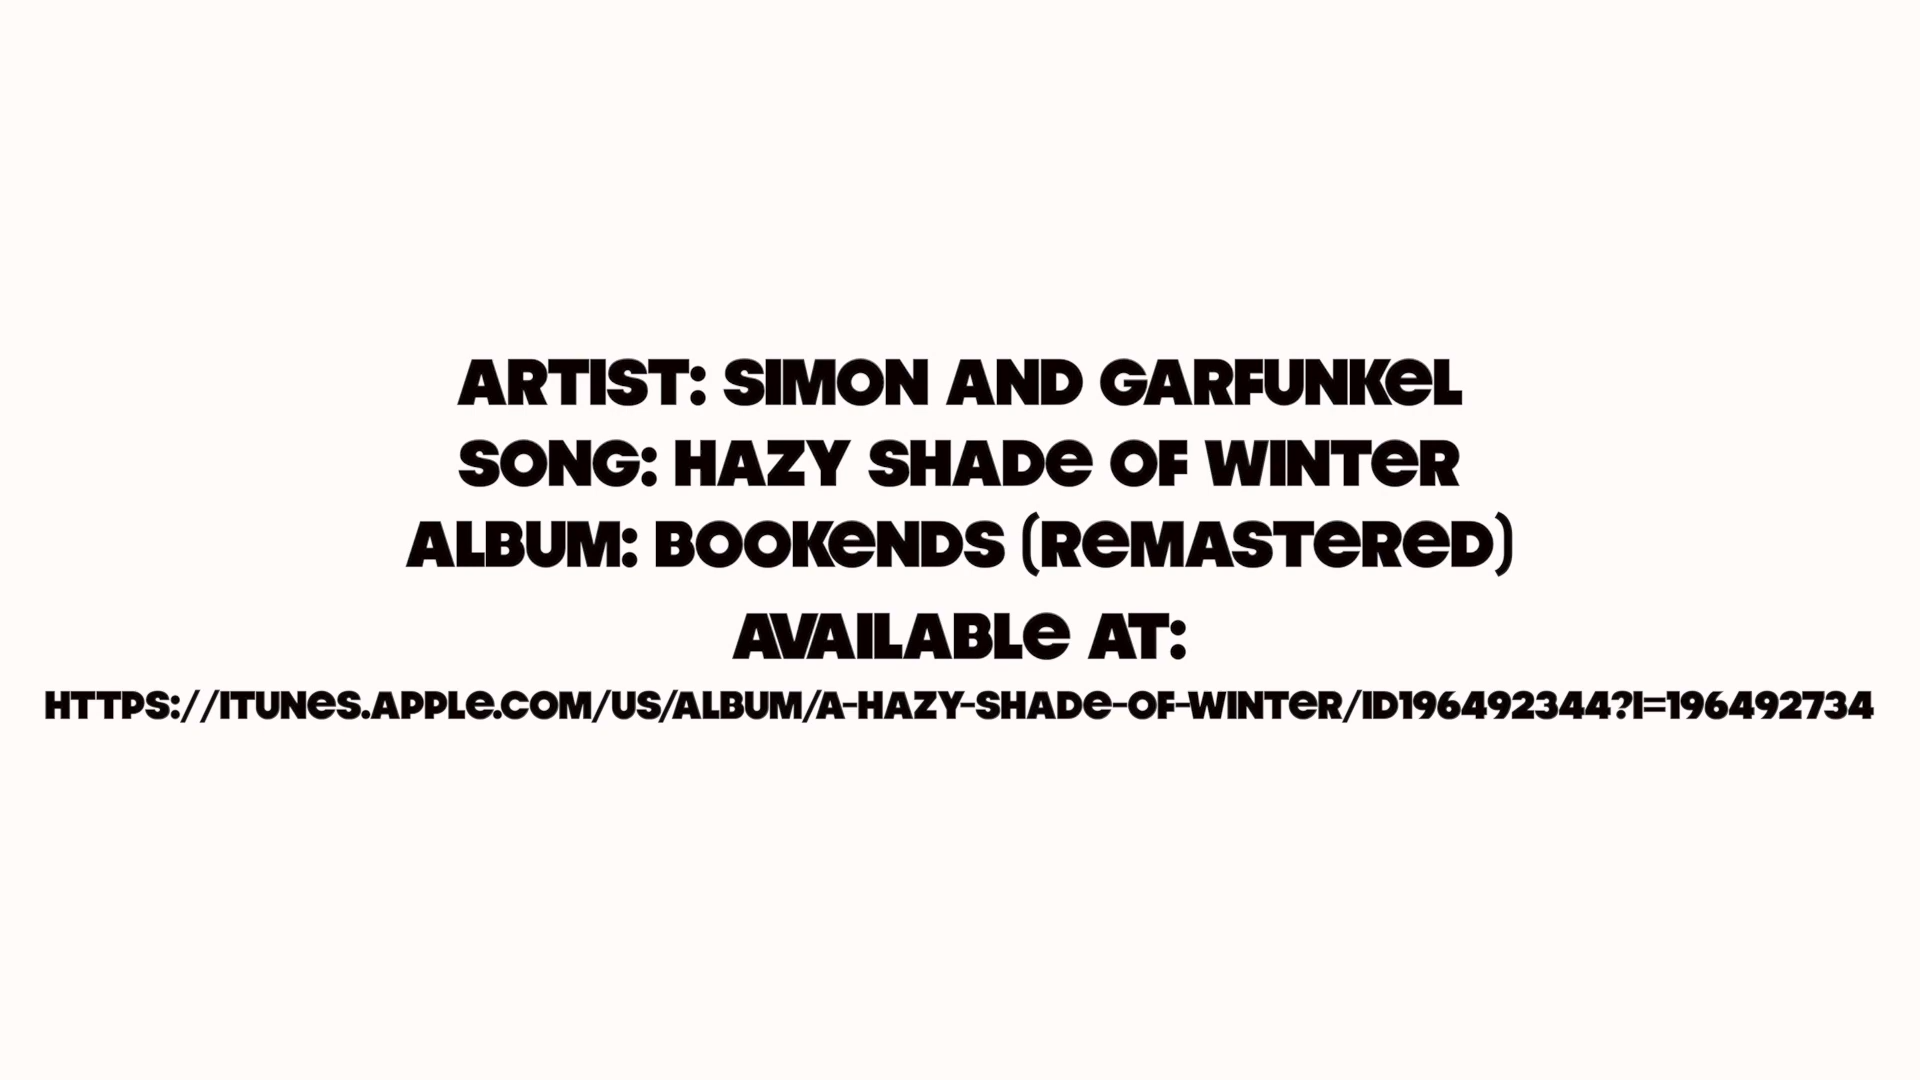 ARTIST: SIMON AND GARFUNKeL
SONG: HAZY SHADe OF WINTeR
ALBUM: BOOKeNDS (ReMASTeReD)
AVAILABLe AT:
HTTPS://ITUNeS.APPLe.COM/US/ALBUM/A-HAZY-SHADe-OF-WINTeR/ID196492344?I=196492734